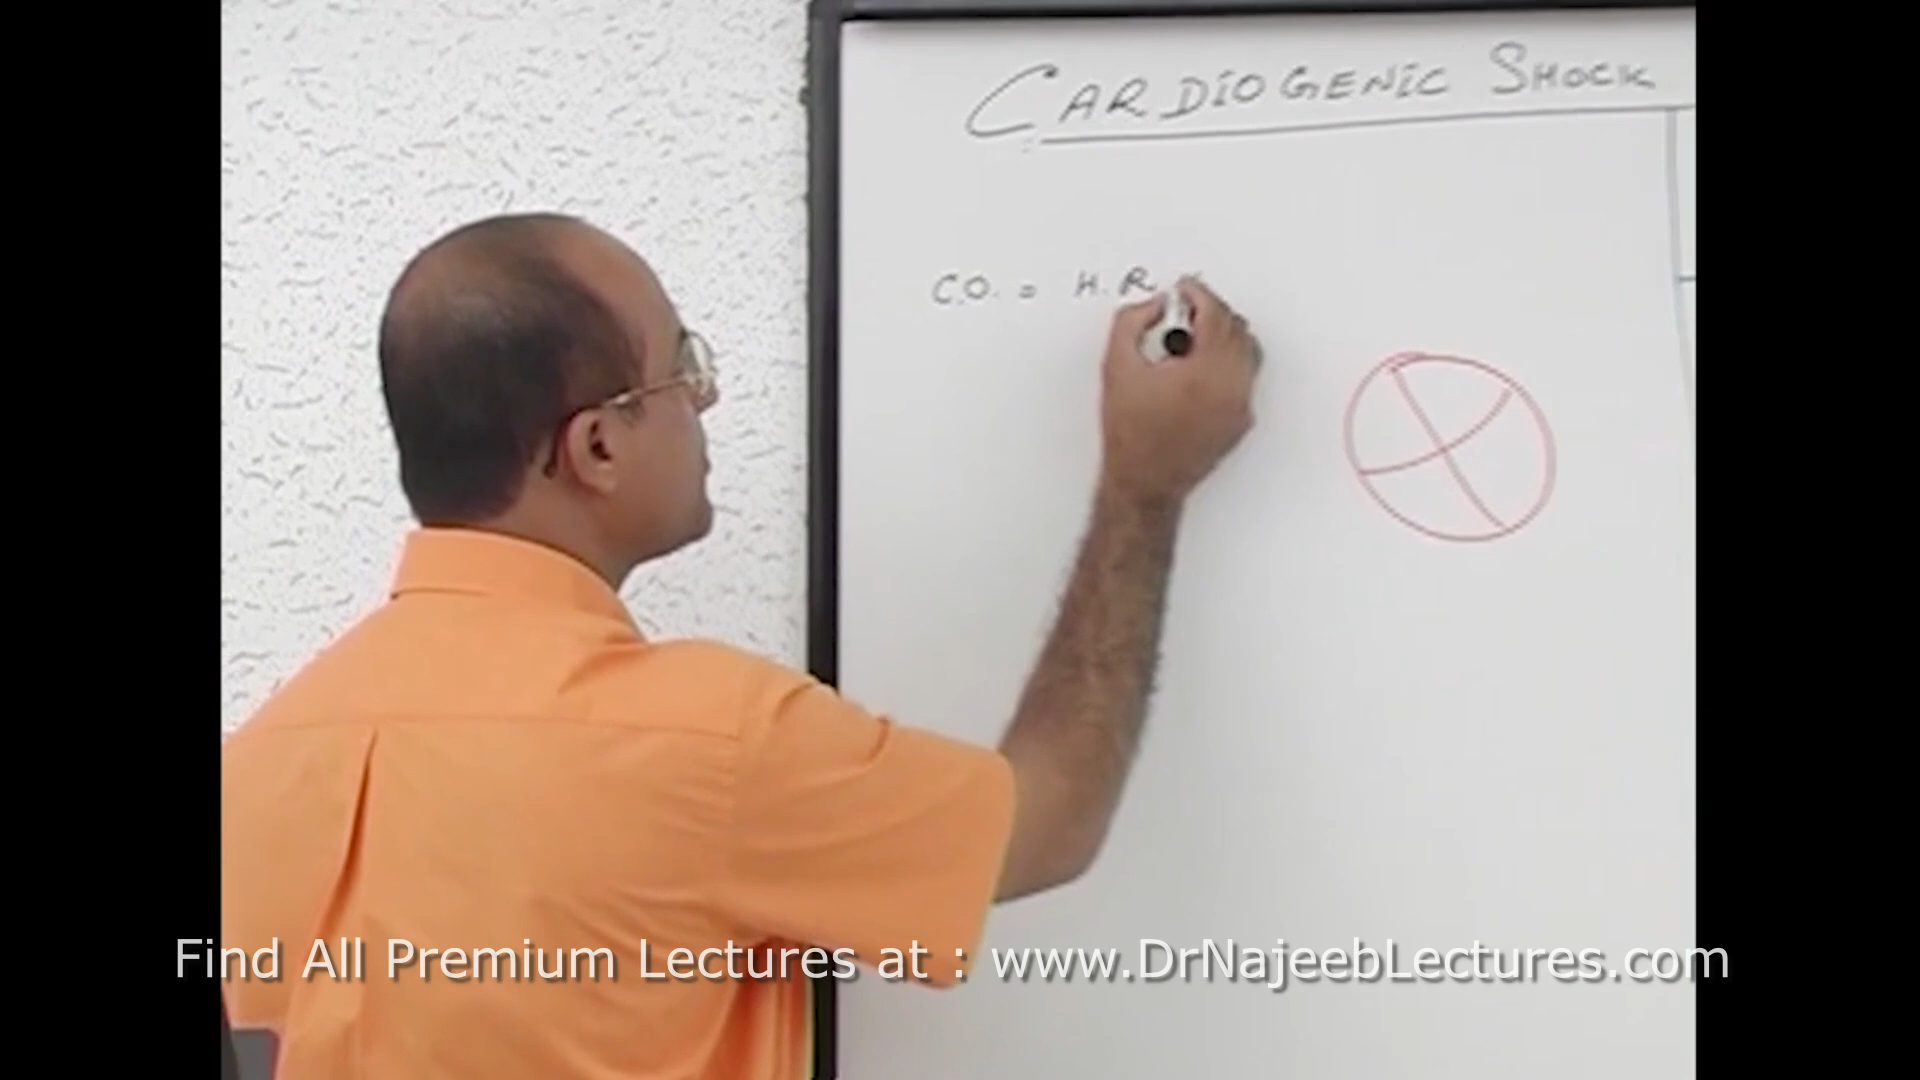 CARDIOGENIC SHOCK
C.O. = H.R
Find All Premium Lectures at : www.DrNajeebLectures.com